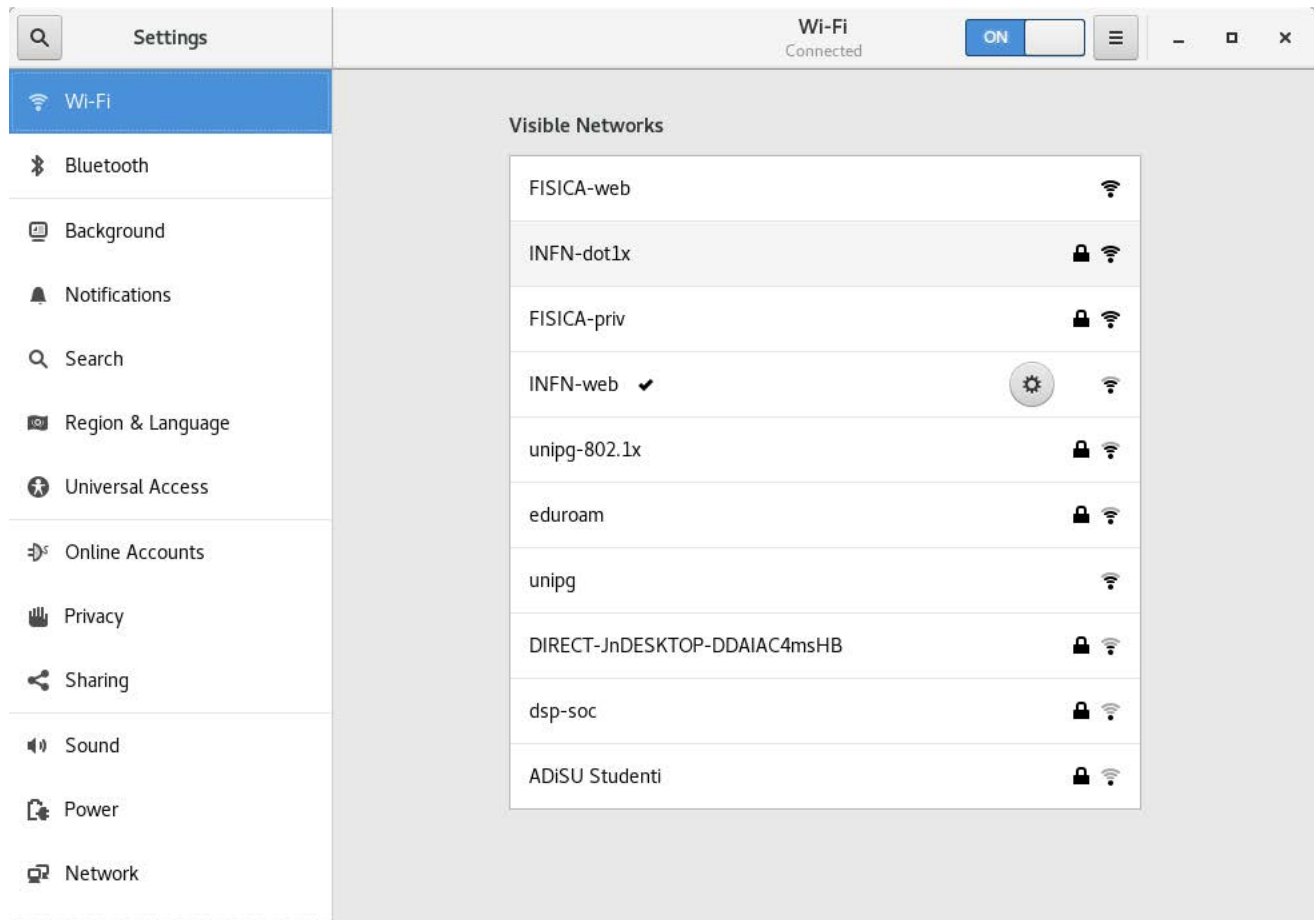 Settings
Wi-Fi
Connected
ON
Wi-Fi
Bluetooth
Background
Notifications
Search
Region & Language
Universal Access
Online Accounts
Privacy
Sharing
Sound
Power
Network
Visible Networks
FISICA-web
INFN-dot1x
FISICA-priv
INFN-web
unipg-802.1x
eduroam
unipg
DIRECT-JnDESKTOP-DDAIAC4msHB
dsp-soc
ADiSU Studenti